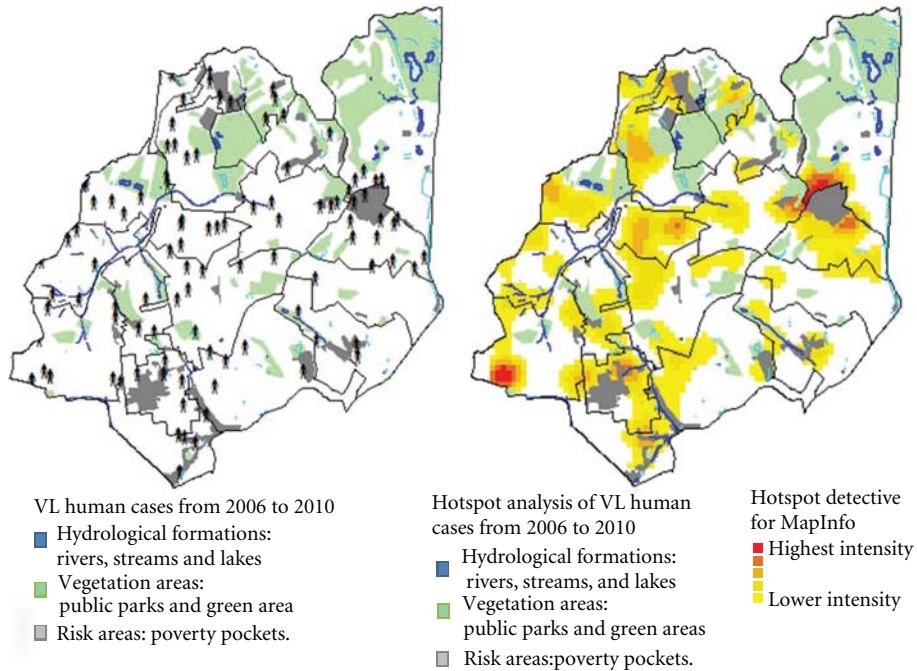 VL human cases from 2006 to 2010
Hydrological formations:
rivers, streams and lakes
Vegetation areas:
public parks and green area
Risk areas: poverty pockets.
Hotspot analysis of VL human
cases from 2006 to 2010
Hydrological formations:
rivers, streams, and lakes
Vegetation areas:
public parks and green areas
Risk areas:poverty pockets.
Hotspot detective
for MapInfo
Highest intensity
Lower intensity